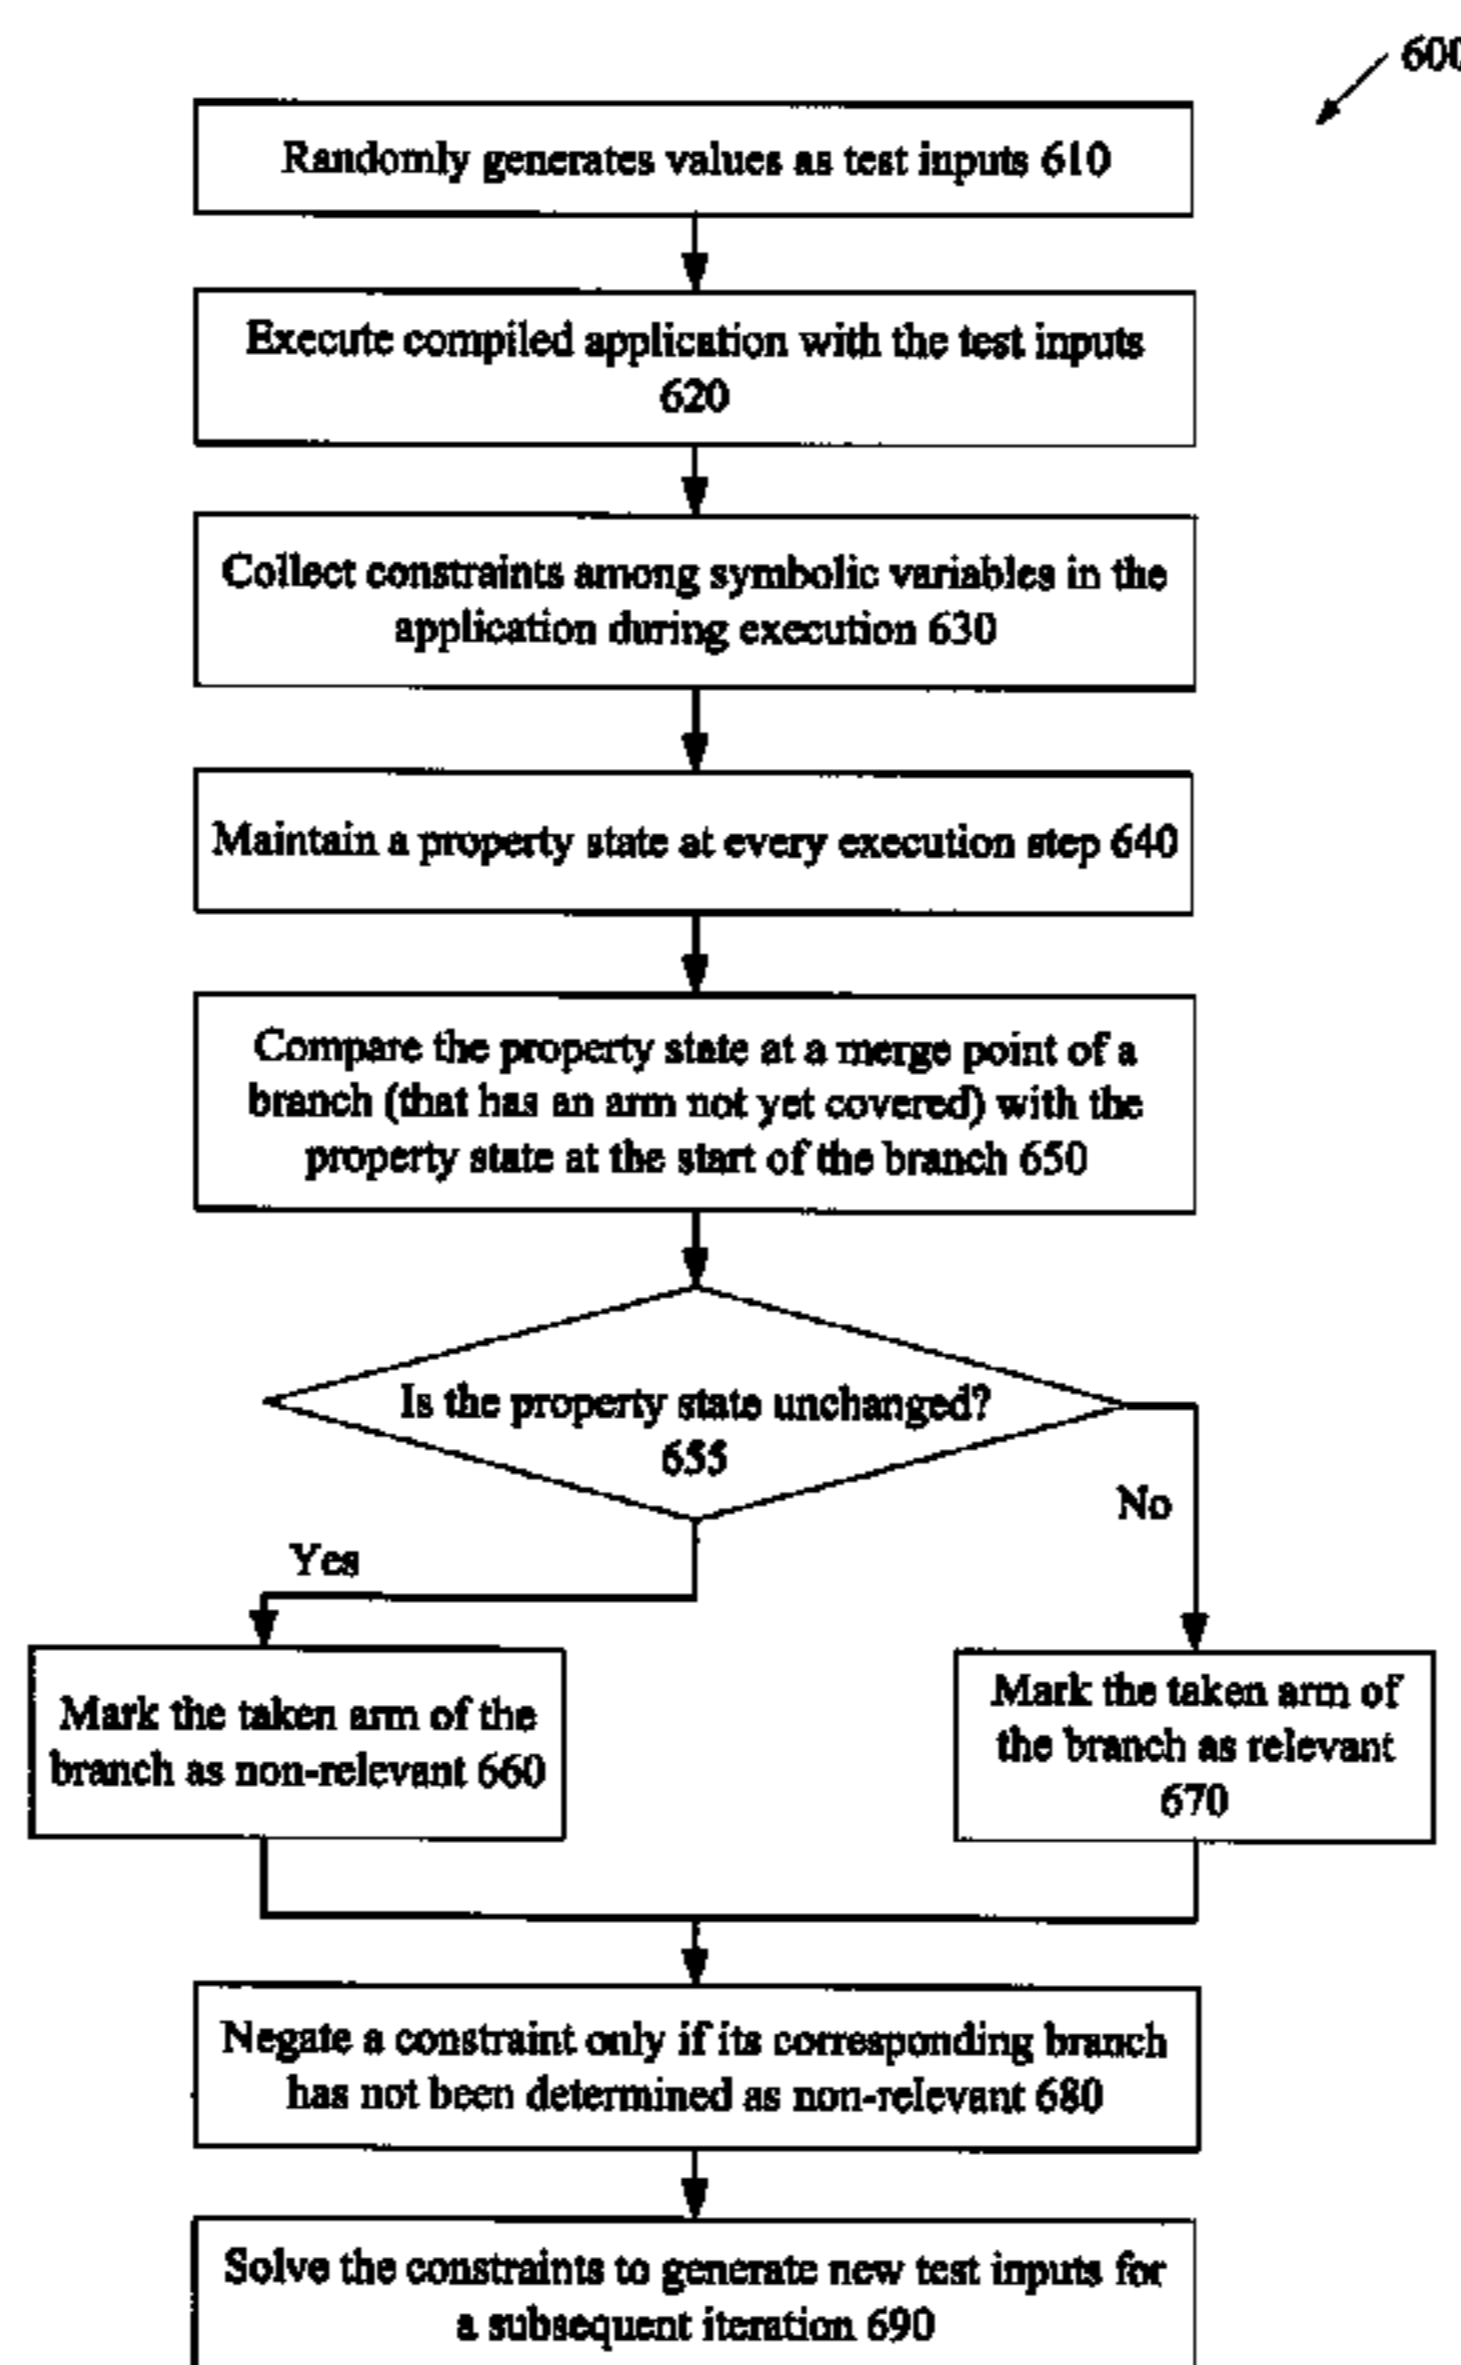 600
Randomly generates values as test inputs 610
Execute compiled application with the test inputs
620
Collect constraints among symbolic variables in the
application during execution 630
Maintain a property state at every execution step 640
Compare the property state at a merge point of a
branch (that has an arm not yet covered) with the
property state at the start of the branch 650
Is the property state unchanged?
655
No
Yes
Mark the taken arm of the
branch as non-relevant 660
Mark the taken arm of
the branch as relevant
670
Negate a constraint only if its corresponding branch
has not been determined as non-relevant 680
Solve the constraints to generate new test inputs for
a subsequent iteration 690